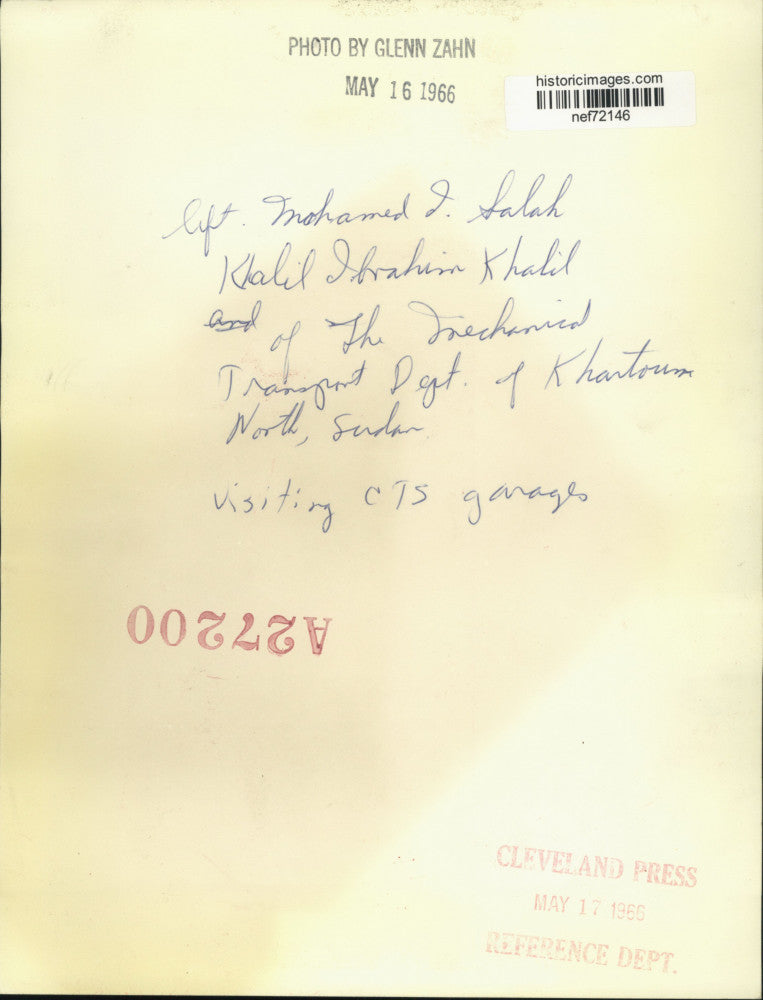 PHOTO BY GLENN ZAHN
MAY 16 1966
historicimages.com
nef72146
left. Mohamed I. Salah
Khalil Ibrahim Khalil
and of The Mechanical
Transport Dept. of Khartoum
North, Sudan
Visiting CTS garages
A27200
CLEVELAND PRESS
MAY 17 1966
REFERENCE DEPT.